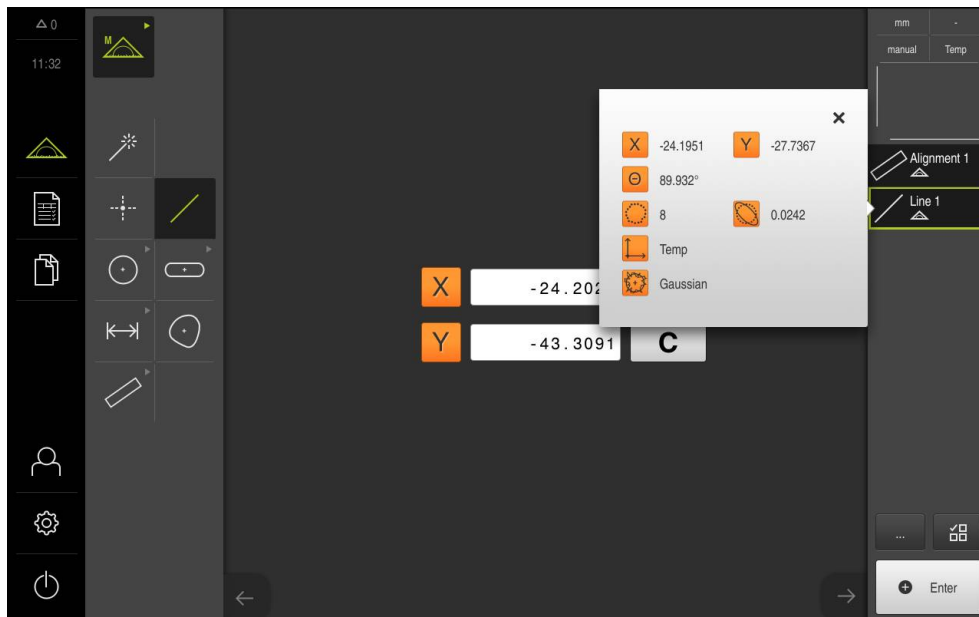 0
11:32
M
mm -
manual Temp
X -24.1951 Y -27.7367
Θ 89.932°
8 0.0242
Temp
Gaussian
Alignment 1
Line 1
X -24.202
Y -43.3091 C
...
Enter